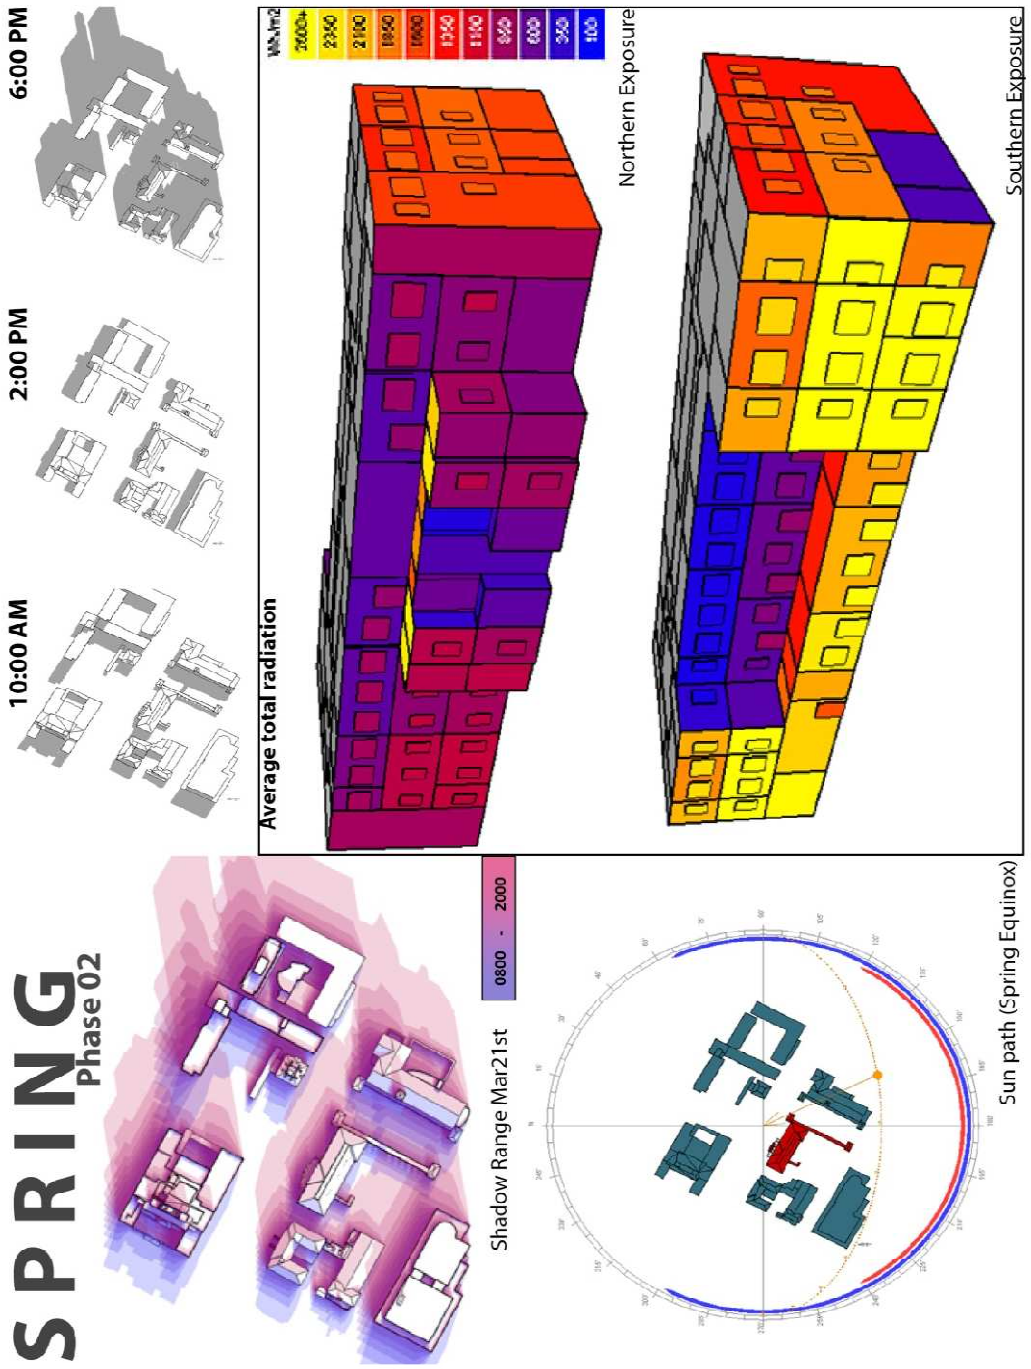 SPRING
Phase 02
10:00 AM
2:00 PM
6:00 PM
Shadow Range Mar21st
0800 - 2000
Average total radiation
Wh/m2
2600+
2350
2100
1850
1600
1350
1100
850
600
350
100
Northern Exposure
Southern Exposure
Sun path (Spring Equinox)
N